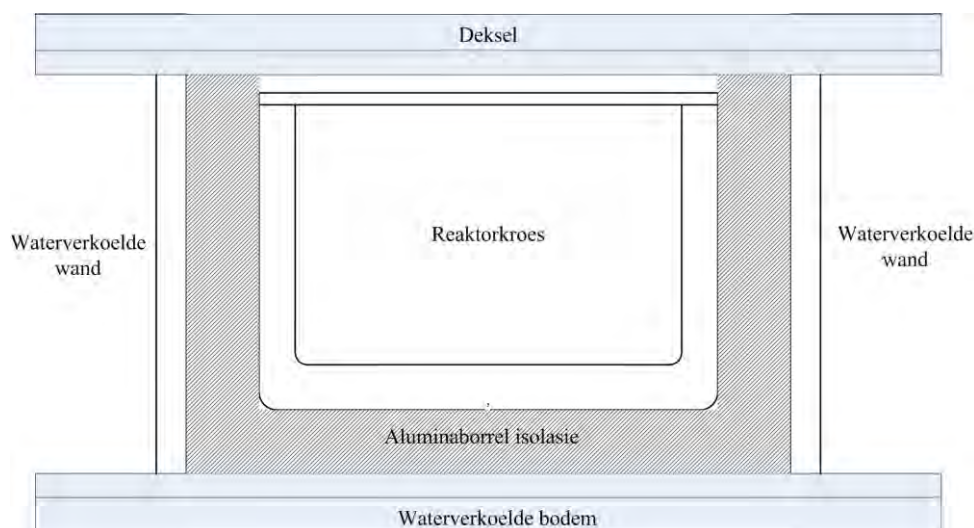 Deksel
Reaktorkroes
Waterverkoelde
wand
Waterverkoelde
wand
Aluminaborrel isolasie
Waterverkoelde bodem